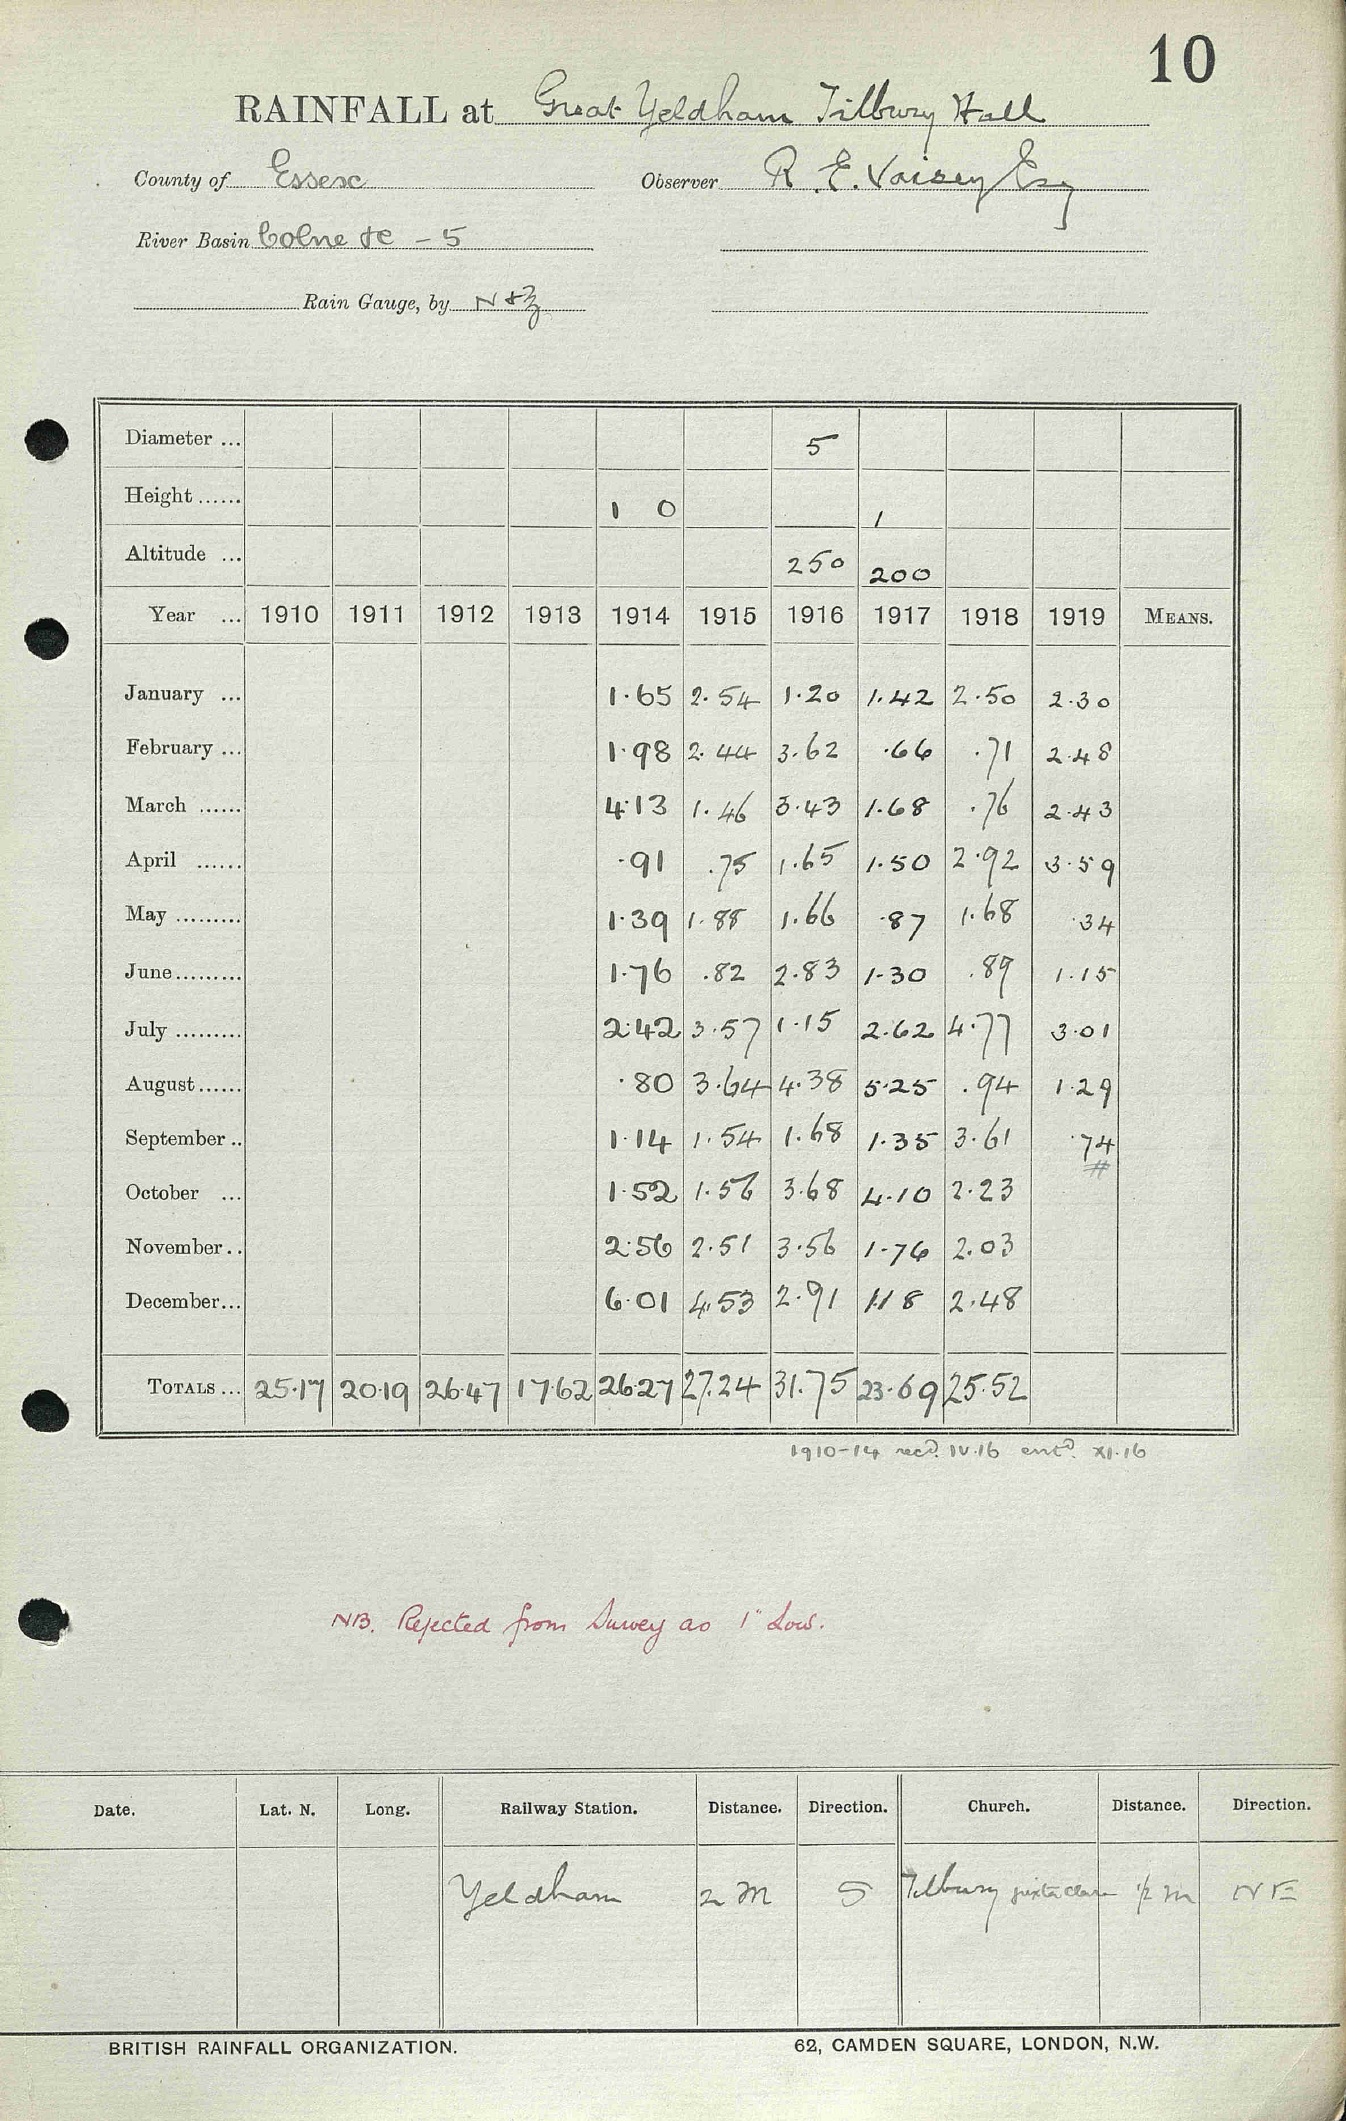 10
RAINFALL at Great Yeldham Tilbury Hall
County of Essex Observer R. E. Vaizey Esq
River Basin Colne &c - 5
Rain Gauge, by N & Z
Diameter ... 5
Height ...... 1 0 1
Altitude ... 250 200
Year ... 1910 1911 1912 1913 1914 1915 1916 1917 1918 1919 MEANS.
January ... 1.65 2.54 1.20 1.42 2.50 2.30
February ... 1.98 2.44 3.62 .66 .71 2.48
March ...... 4.13 1.46 3.43 1.68 .76 2.43
April ...... .91 .75 1.65 1.50 2.92 3.59
May ......... 1.39 1.88 1.66 .87 1.68 .34
June ......... 1.76 .82 2.83 1.30 .89 1.15
July ......... 2.42 3.57 1.15 2.62 4.77 3.01
August ...... .80 3.64 4.38 5.25 .94 1.29
September .. 1.14 1.54 1.68 1.35 3.61 .74
October ... 1.52 1.56 3.68 4.10 2.23
November .. 2.56 2.51 3.56 1.76 2.03
December ... 6.01 4.53 2.91 1.18 2.48
TOTALS ... 25.17 20.19 26.47 17.62 26.27 27.24 31.75 23.69 25.52
1910-14 recd. IV.16 entd. XI.16
NB. Rejected from Survey as 1" low.
Date. Lat. N. Long. Railway Station. Distance. Direction. Church. Distance. Direction.
Yeldham 2 M S Tilbury juxta Clare 1/2 m NE
BRITISH RAINFALL ORGANIZATION. 62, CAMDEN SQUARE, LONDON, N.W.